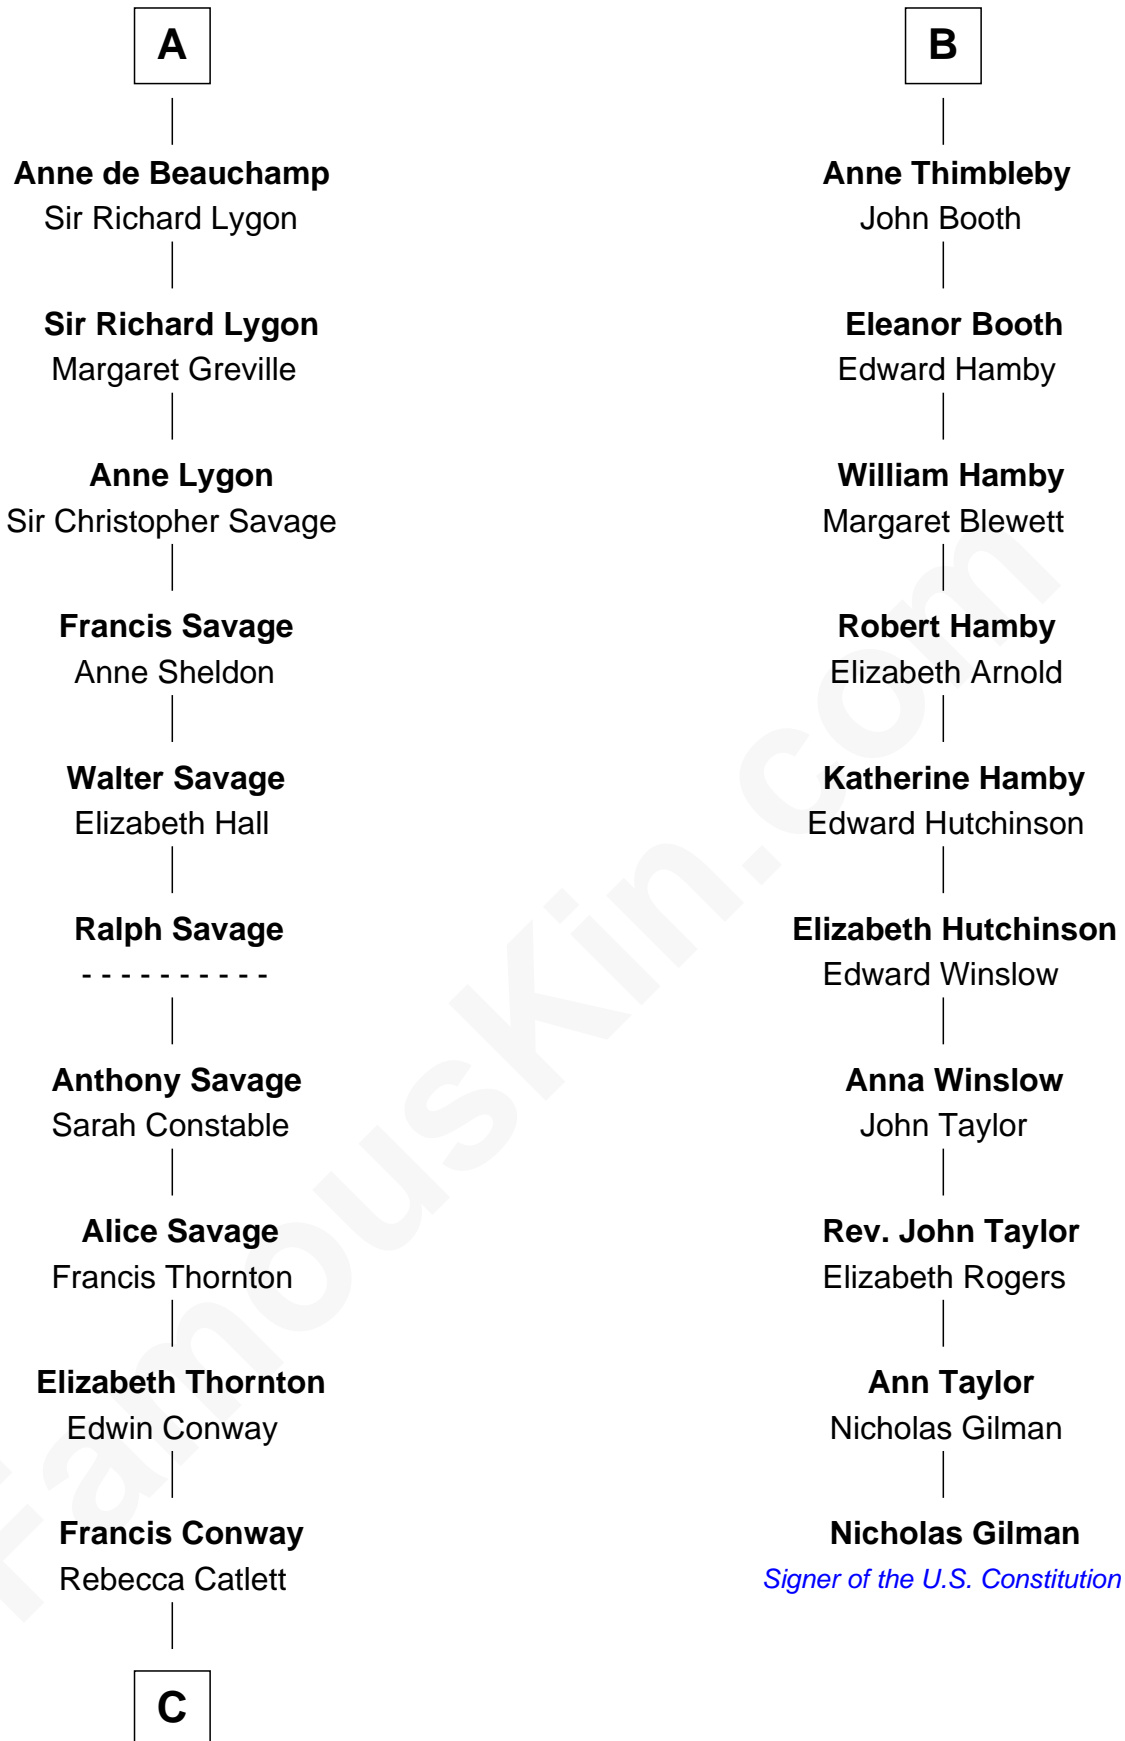 A
Anne de Beauchamp
Sir Richard Lygon
Sir Richard Lygon
Margaret Greville
Anne Lygon
Sir Christopher Savage
Francis Savage
Anne Sheldon
Walter Savage
Elizabeth Hall
Ralph Savage
- - - - - - - - - -
Anthony Savage
Sarah Constable
Alice Savage
Francis Thornton
Elizabeth Thornton
Edwin Conway
Francis Conway
Rebecca Catlett
C
B
Anne Thimbleby
John Booth
Eleanor Booth
Edward Hamby
William Hamby
Margaret Blewett
Robert Hamby
Elizabeth Arnold
Katherine Hamby
Edward Hutchinson
Elizabeth Hutchinson
Edward Winslow
Anna Winslow
John Taylor
Rev. John Taylor
Elizabeth Rogers
Ann Taylor
Nicholas Gilman
Nicholas Gilman
Signer of the U.S. Constitution
FamousKin.com